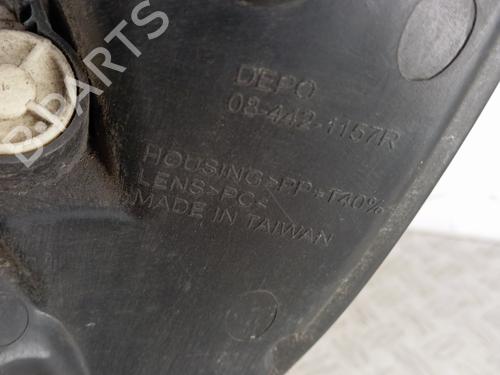 DEPO
08-442-1157R
HOUSING>PP-T40%
LENS>PC<
MADE IN TAIWAN
B-PARTS